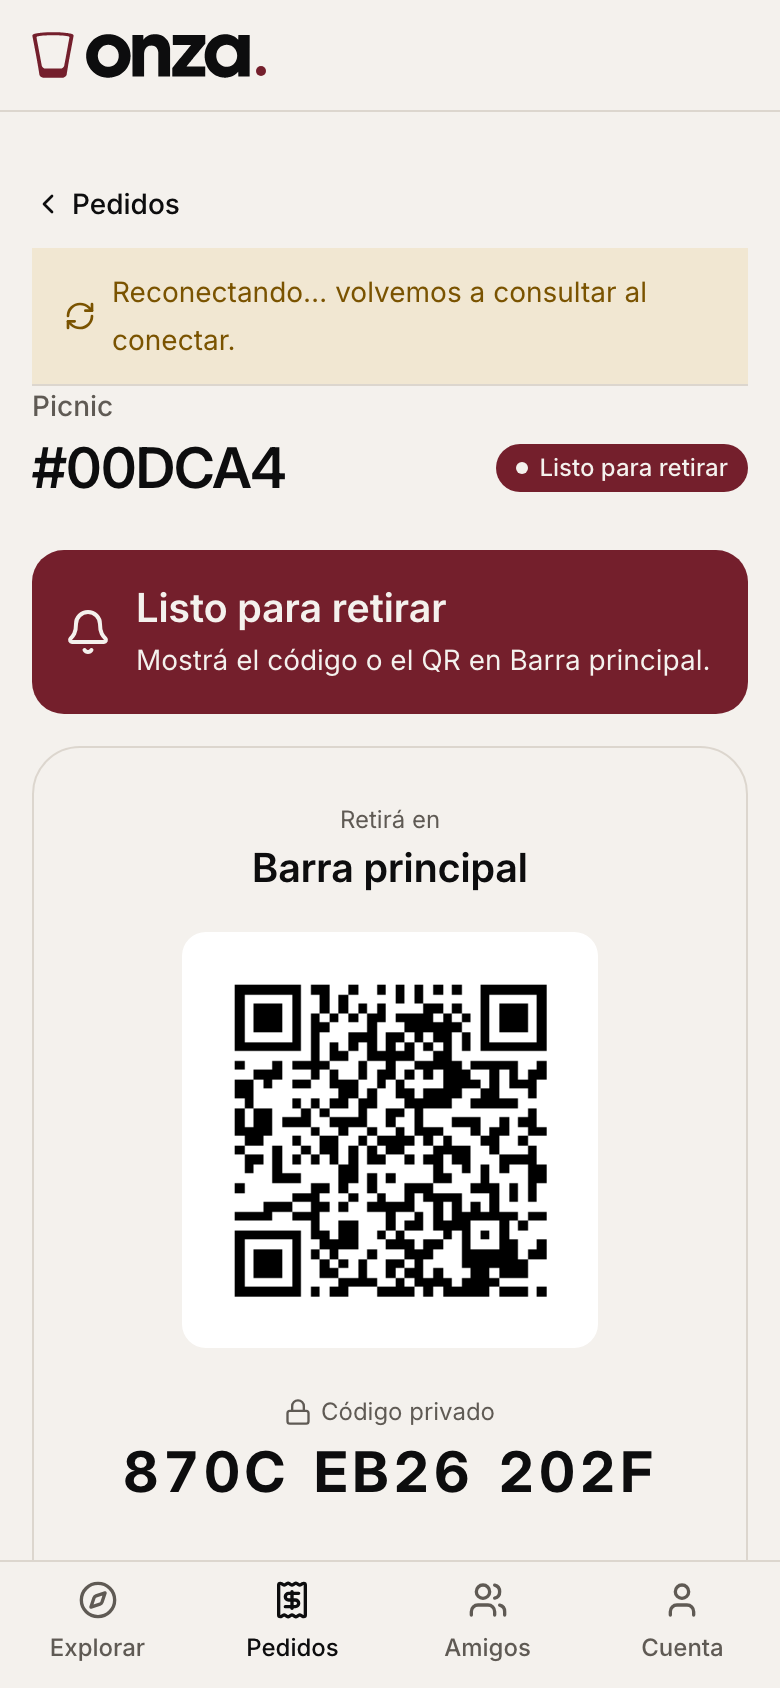 onza.
Pedidos
Reconectando... volvemos a consultar al
conectar.
Picnic
#00DCA4
Listo para retirar
Listo para retirar
Mostrá el código o el QR en Barra principal.
Retirá en
Barra principal
Código privado
870C EB26 202F
Explorar
Pedidos
Amigos
Cuenta